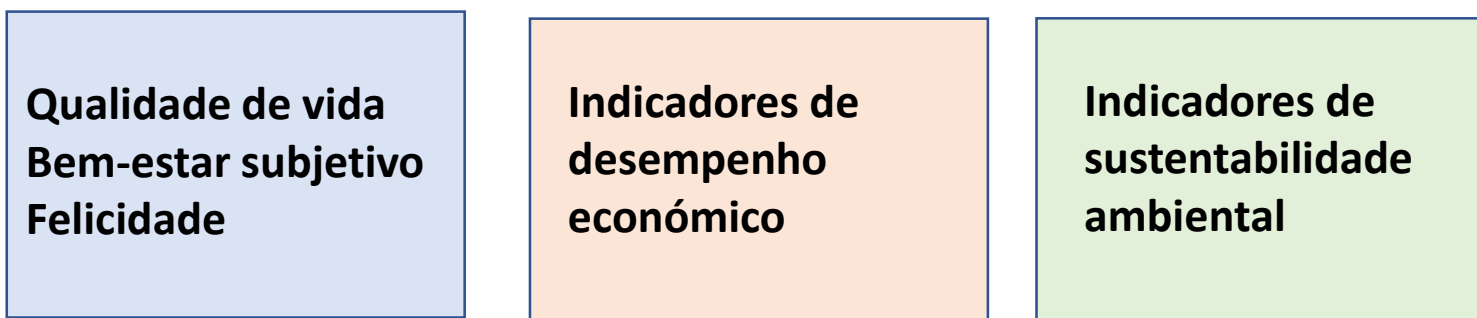 Qualidade de vida
Bem-estar subjetivo
Felicidade
Indicadores de
desempenho
económico
Indicadores de
sustentabilidade
ambiental